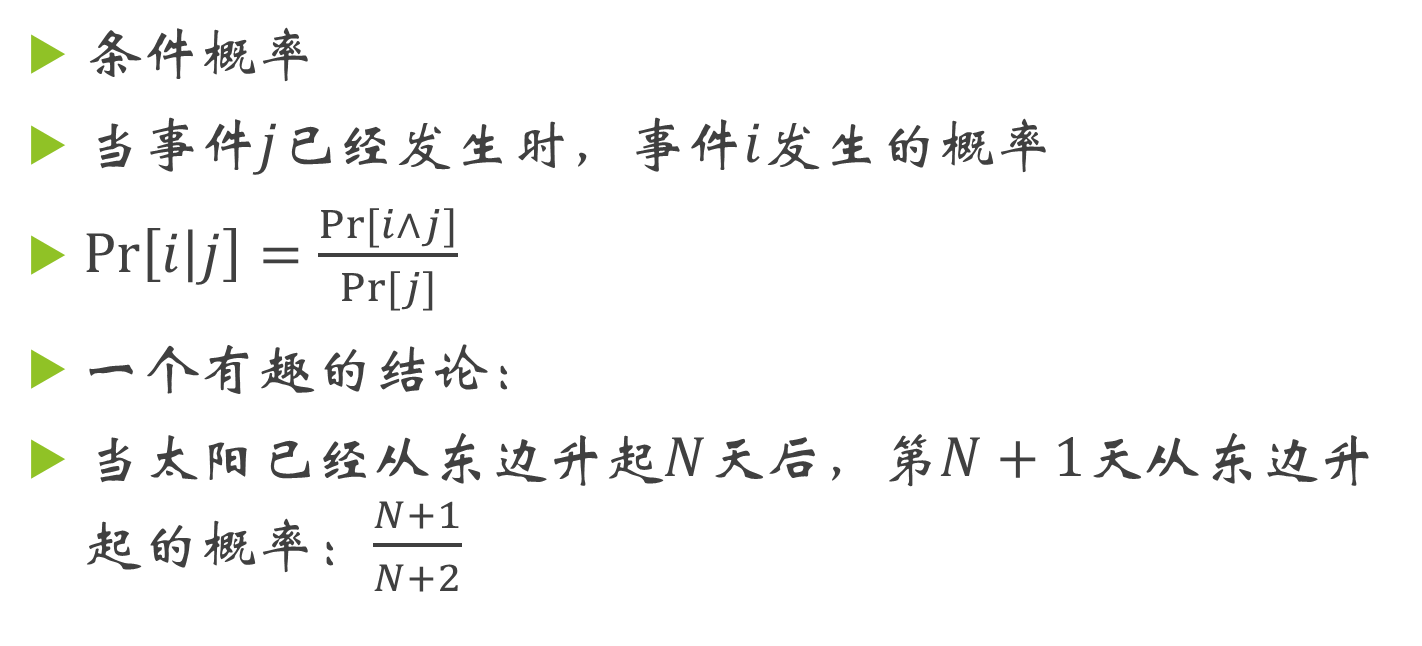 条件概率
当事件j已经发生时，事件i发生的概率
Pr[i|j] = Pr[i∧j] / Pr[j]
一个有趣的结论：
当太阳已经从东边升起N天后，第N + 1天从东边升
起的概率：N+1 / N+2